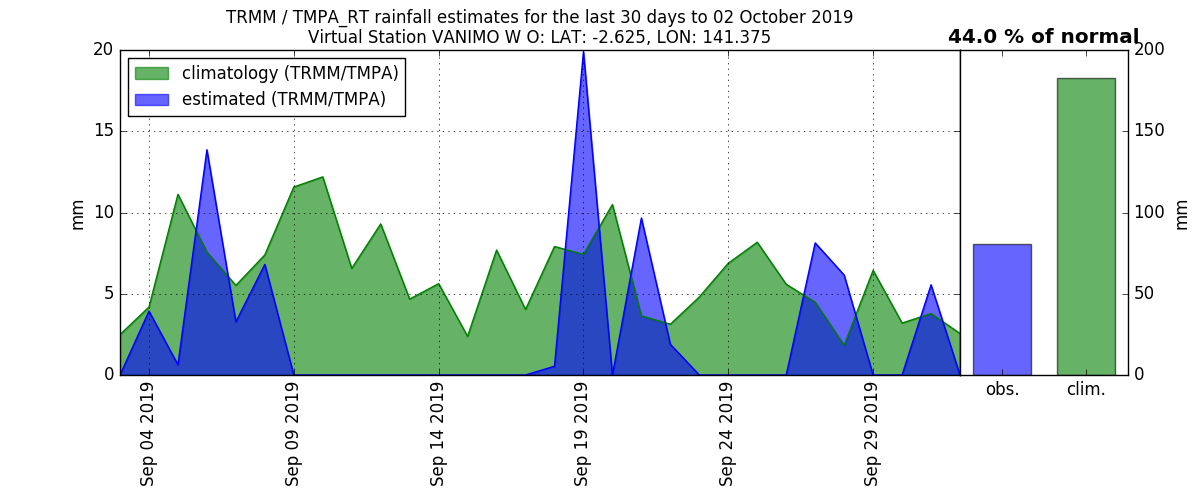 TRMM / TMPA_RT rainfall estimates for the last 30 days to 02 October 2019
Virtual Station VANIMO W O: LAT: -2.625, LON: 141.375
44.0 % of normal
climatology (TRMM/TMPA)
estimated (TRMM/TMPA)
20
15
10
5
0
mm
Sep 04 2019
Sep 09 2019
Sep 14 2019
Sep 19 2019
Sep 24 2019
Sep 29 2019
obs.
clim.
200
150
100
50
0
mm